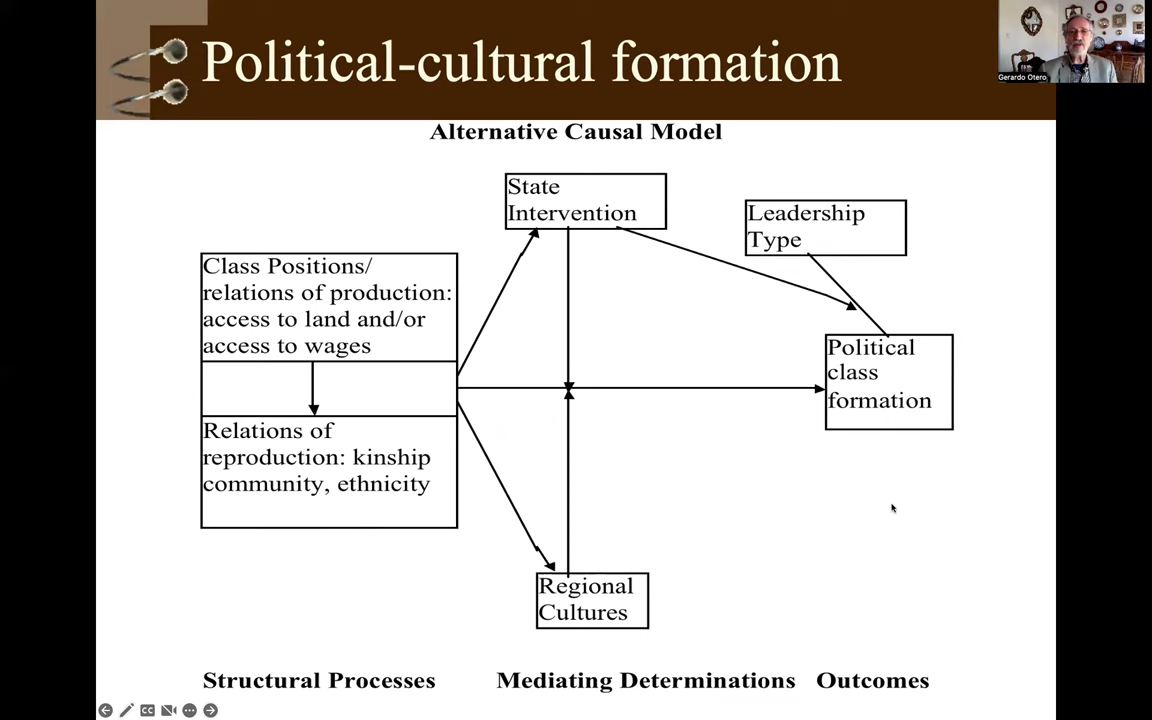 Political-cultural formation
Gerardo Otero
Alternative Causal Model
State
Intervention
Leadership
Type
Class Positions/
relations of production:
access to land and/or
access to wages
Political
class
formation
Relations of
reproduction: kinship
community, ethnicity
Regional
Cultures
Structural Processes
Mediating Determinations
Outcomes
CC